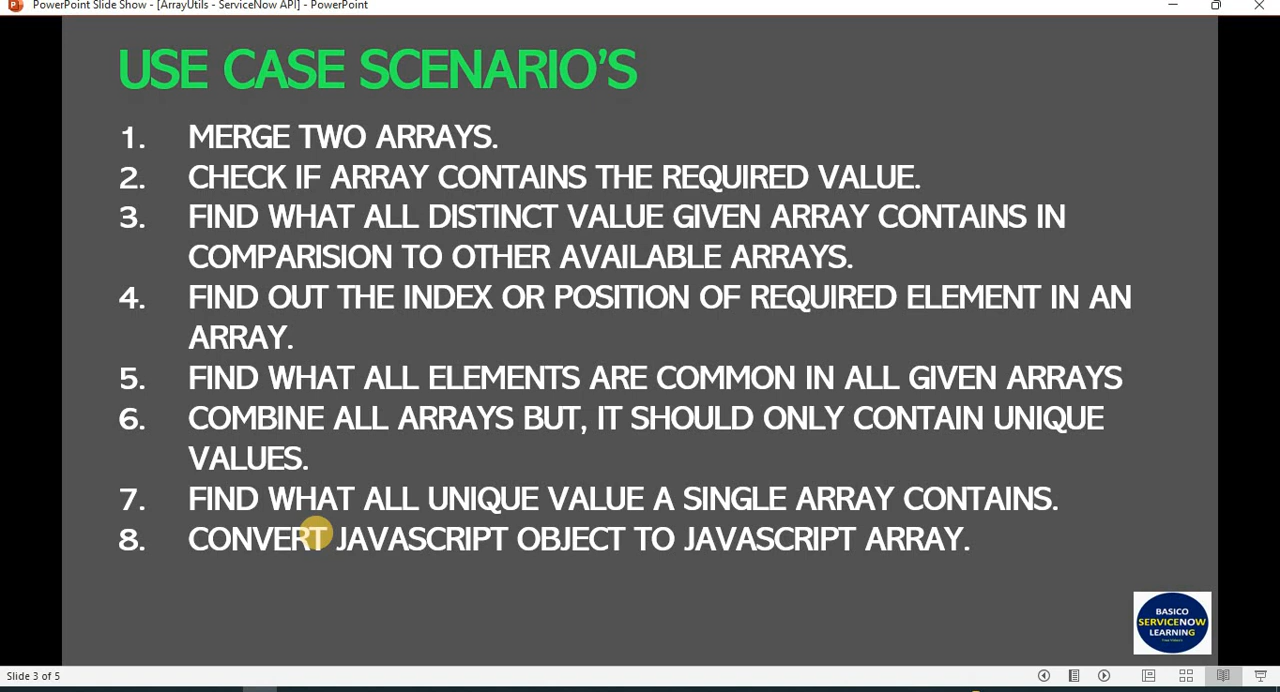 PowerPoint Slide Show - [ArrayUtils - ServiceNow API] - PowerPoint
USE CASE SCENARIO'S
1. MERGE TWO ARRAYS.
2. CHECK IF ARRAY CONTAINS THE REQUIRED VALUE.
3. FIND WHAT ALL DISTINCT VALUE GIVEN ARRAY CONTAINS IN
COMPARISION TO OTHER AVAILABLE ARRAYS.
4. FIND OUT THE INDEX OR POSITION OF REQUIRED ELEMENT IN AN
ARRAY.
5. FIND WHAT ALL ELEMENTS ARE COMMON IN ALL GIVEN ARRAYS
6. COMBINE ALL ARRAYS BUT, IT SHOULD ONLY CONTAIN UNIQUE
VALUES.
7. FIND WHAT ALL UNIQUE VALUE A SINGLE ARRAY CONTAINS.
8. CONVERT JAVASCRIPT OBJECT TO JAVASCRIPT ARRAY.
BASICO
SERVICENOW
LEARNING
Slide 3 of 5